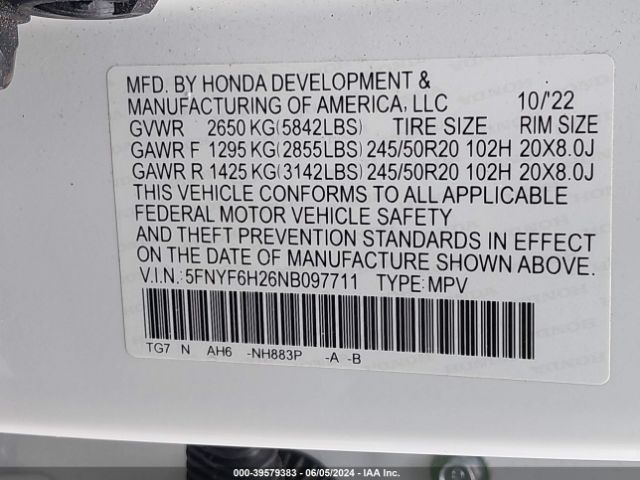 MFD. BY HONDA DEVELOPMENT &
MANUFACTURING OF AMERICA, LLC 10/'22
GVWR 2650 KG(5842LBS) TIRE SIZE RIM SIZE
GAWR F 1295 KG(2855LBS) 245/50R20 102H 20X8.0J
GAWR R 1425 KG(3142LBS) 245/50R20 102H 20X8.0J
THIS VEHICLE CONFORMS TO ALL APPLICABLE
FEDERAL MOTOR VEHICLE SAFETY
AND THEFT PREVENTION STANDARDS IN EFFECT
ON THE DATE OF MANUFACTURE SHOWN ABOVE.
V.I.N.: 5FNYF6H26NB097711 TYPE: MPV
TG7 N AH6 -NH883P -A -B
000-39579383 - 06/05/2024 - IAAI.COM